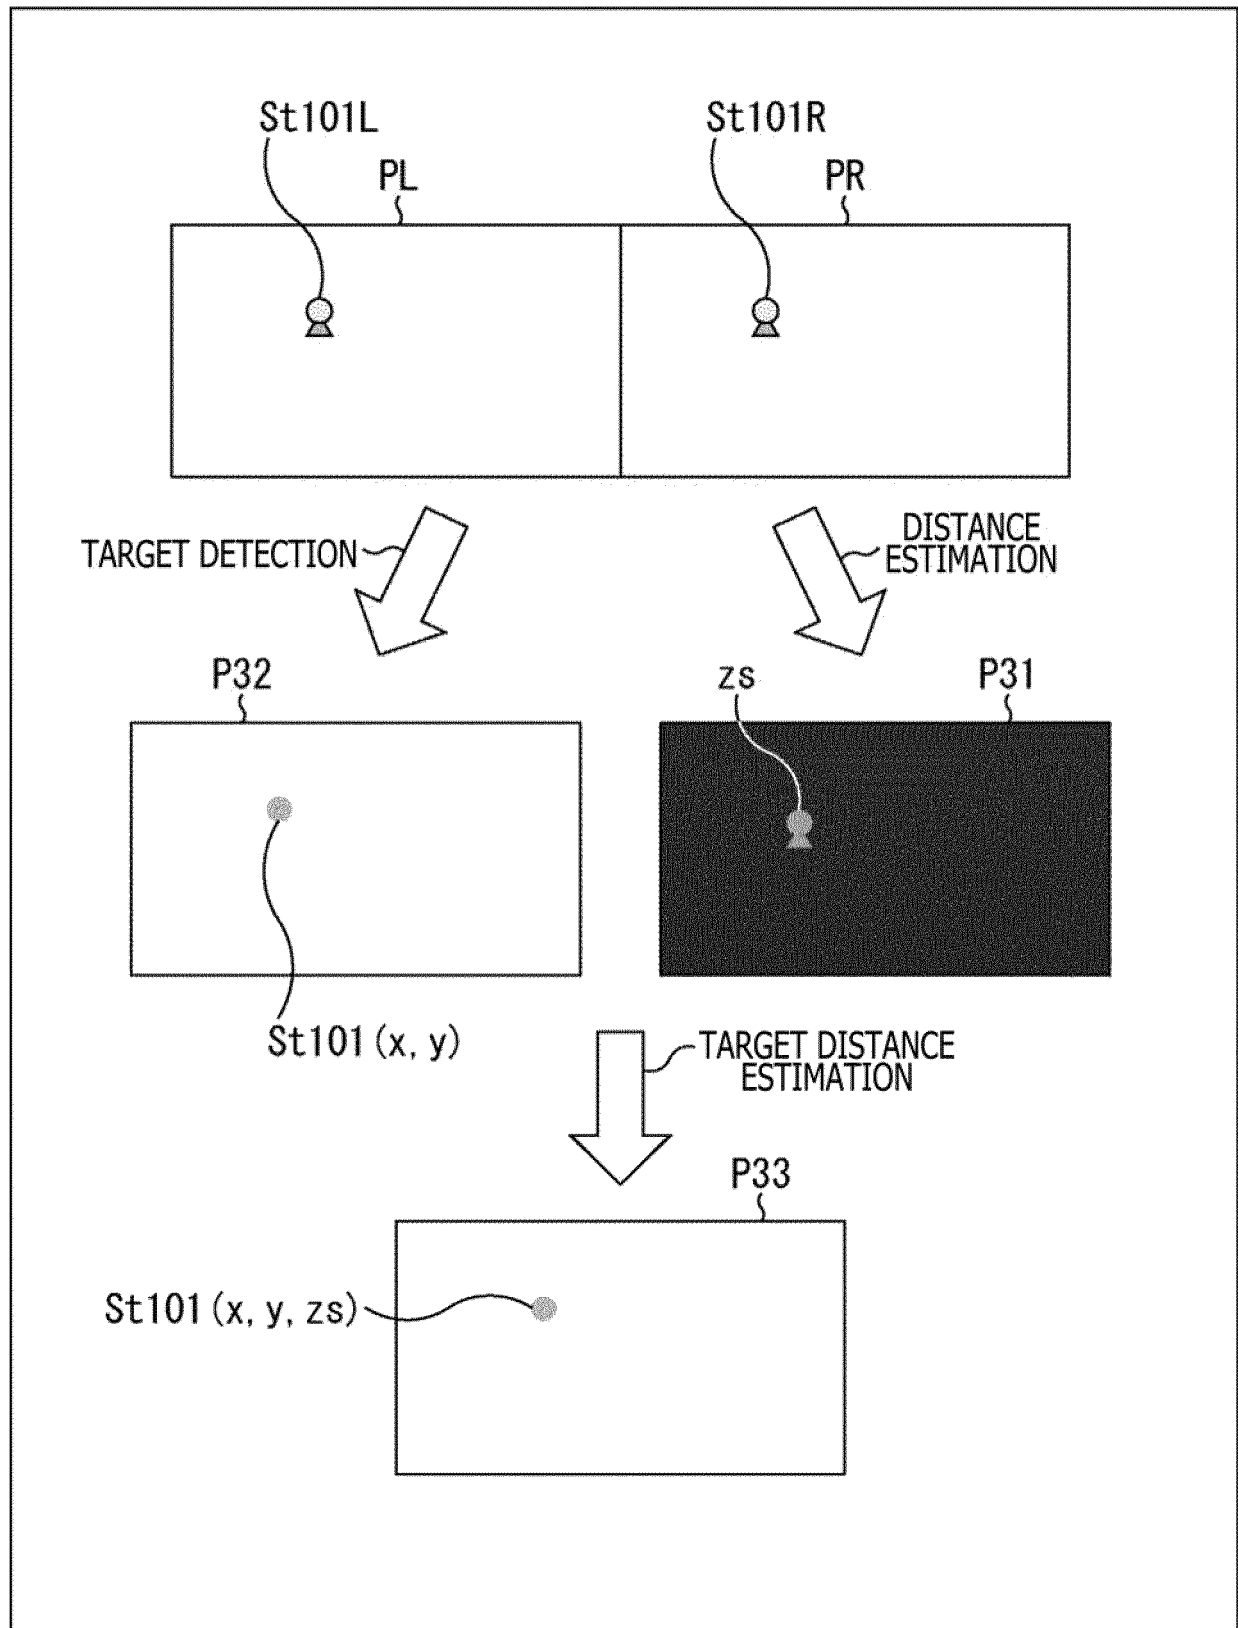 St101L
St101R
PL
PR
TARGET DETECTION
DISTANCE
ESTIMATION
P32
zs
P31
St101(x, y)
TARGET DISTANCE
ESTIMATION
P33
St101(x, y, zs)